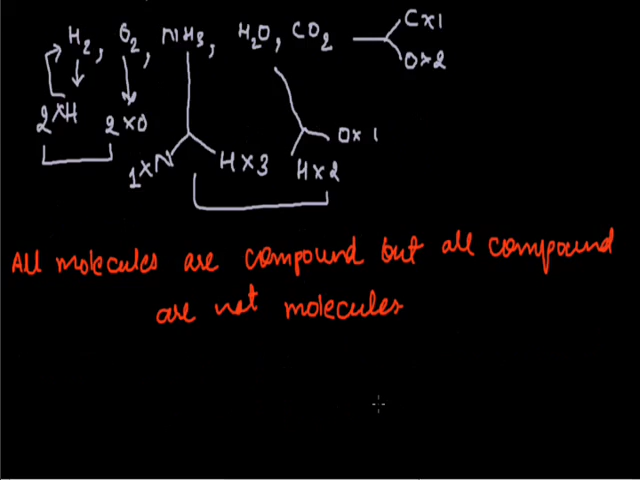 H2, O2, NH3, H2O, CO2
C×1
O×2
2×H
2×O
1×N
H×3
H×2
O×1
All molecules are compound but all compound
are not molecules